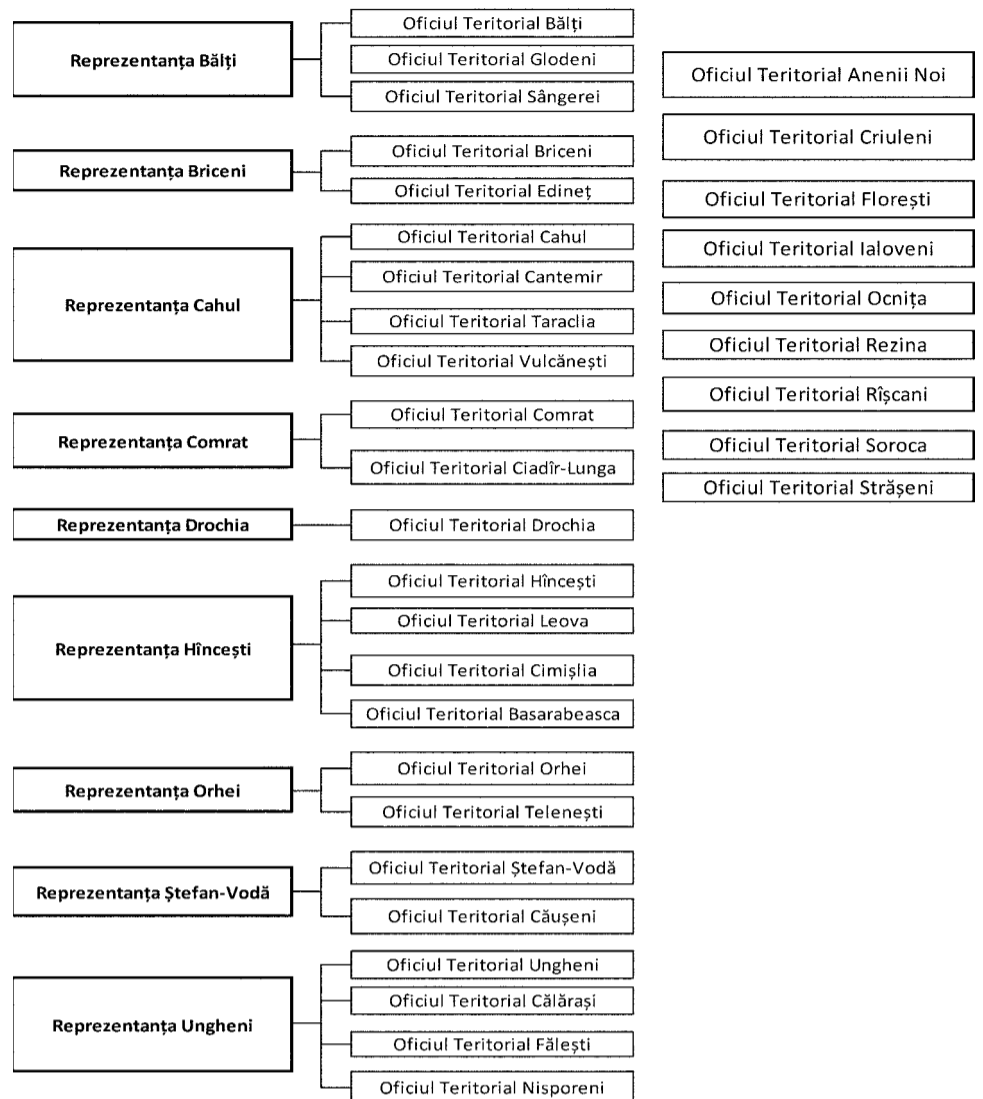 Reprezentanța Bălți
Oficiul Teritorial Bălți
Oficiul Teritorial Glodeni
Oficiul Teritorial Sângerei
Reprezentanța Briceni
Oficiul Teritorial Briceni
Oficiul Teritorial Edineț
Reprezentanța Cahul
Oficiul Teritorial Cahul
Oficiul Teritorial Cantemir
Oficiul Teritorial Taraclia
Oficiul Teritorial Vulcănești
Reprezentanța Comrat
Oficiul Teritorial Comrat
Oficiul Teritorial Ciadîr-Lunga
Reprezentanța Drochia
Oficiul Teritorial Drochia
Reprezentanța Hîncești
Oficiul Teritorial Hîncești
Oficiul Teritorial Leova
Oficiul Teritorial Cimișlia
Oficiul Teritorial Basarabeasca
Reprezentanța Orhei
Oficiul Teritorial Orhei
Oficiul Teritorial Telenești
Reprezentanța Ștefan-Vodă
Oficiul Teritorial Ștefan-Vodă
Oficiul Teritorial Căușeni
Reprezentanța Ungheni
Oficiul Teritorial Ungheni
Oficiul Teritorial Călărași
Oficiul Teritorial Fălești
Oficiul Teritorial Nisporeni
Oficiul Teritorial Anenii Noi
Oficiul Teritorial Criuleni
Oficiul Teritorial Florești
Oficiul Teritorial Ialoveni
Oficiul Teritorial Ocnița
Oficiul Teritorial Rezina
Oficiul Teritorial Rîșcani
Oficiul Teritorial Soroca
Oficiul Teritorial Strășeni